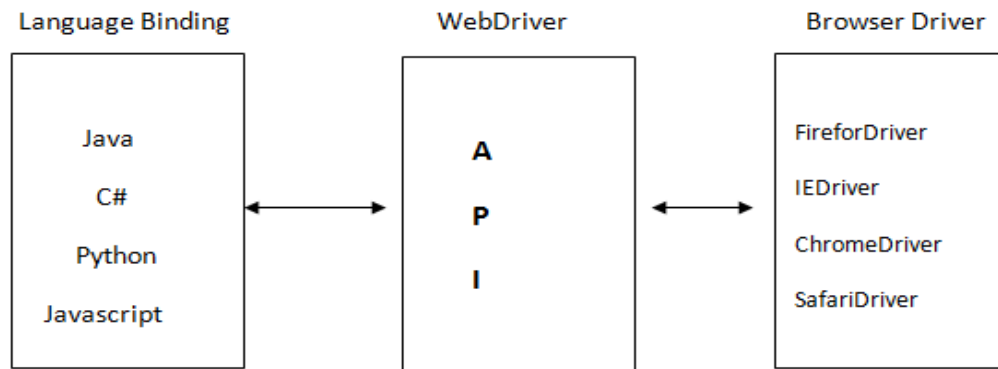 Language Binding
WebDriver
Browser Driver
Java
C#
Python
Javascript
A
P
I
FireforDriver
IEDriver
ChromeDriver
SafariDriver